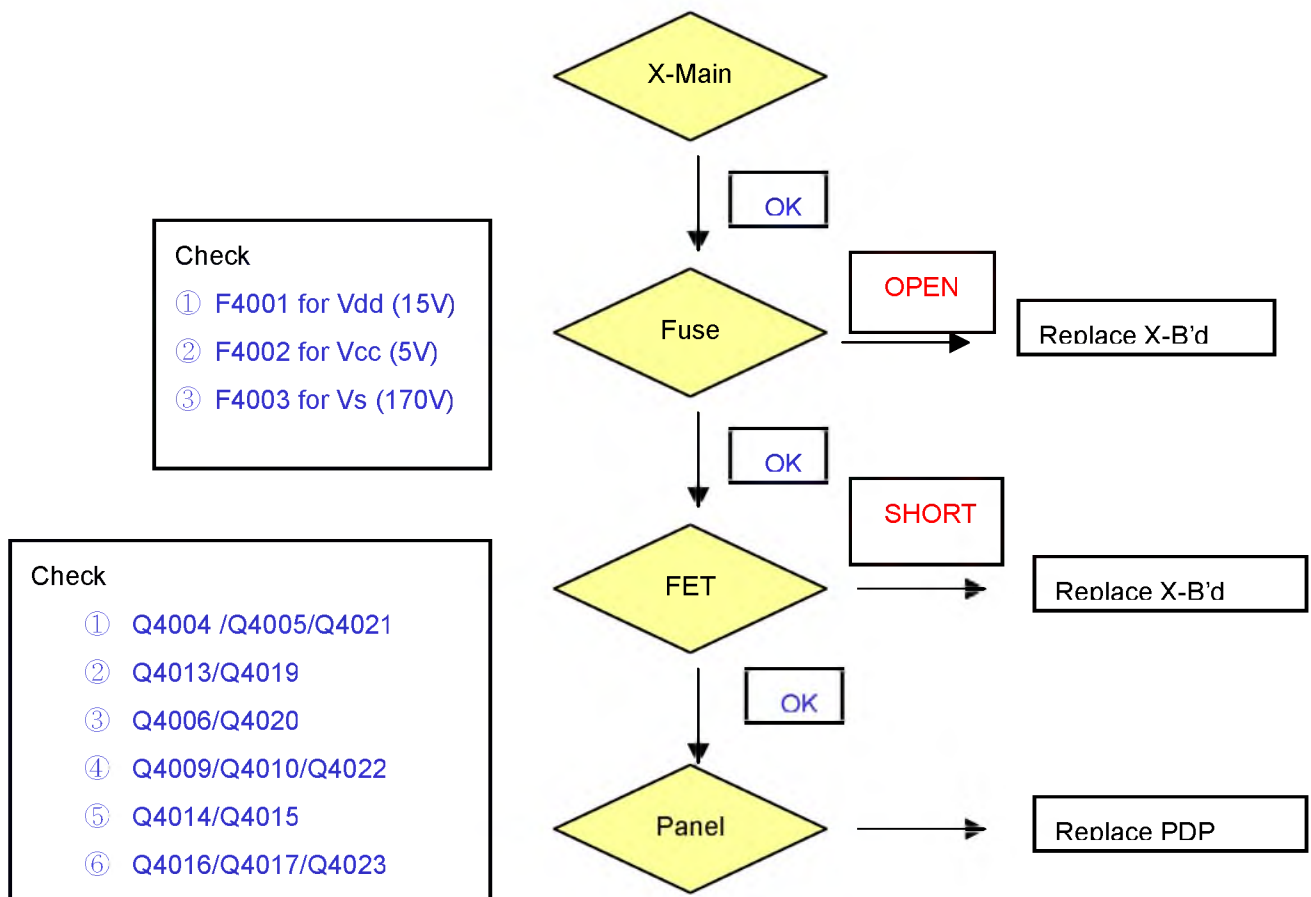 X-Main
OK
Check
① F4001 for Vdd (15V)
② F4002 for Vcc (5V)
③ F4003 for Vs (170V)
Fuse
OPEN
Replace X-B’d
OK
SHORT
Check
① Q4004 /Q4005/Q4021
② Q4013/Q4019
③ Q4006/Q4020
④ Q4009/Q4010/Q4022
⑤ Q4014/Q4015
⑥ Q4016/Q4017/Q4023
FET
Replace X-B’d
OK
Panel
Replace PDP